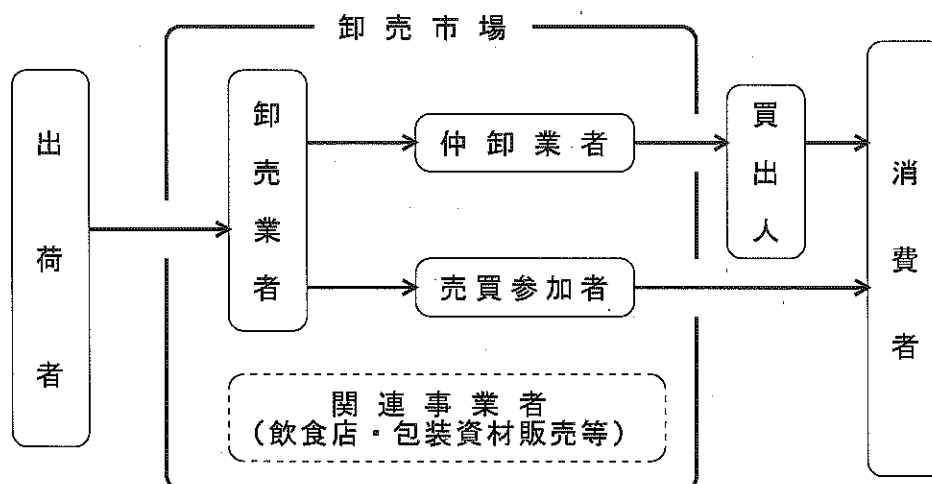 卸売市場
出荷者
卸売業者
仲卸業者
売買参加者
関連事業者
（飲食店・包装資材販売等）
買出人
消費者